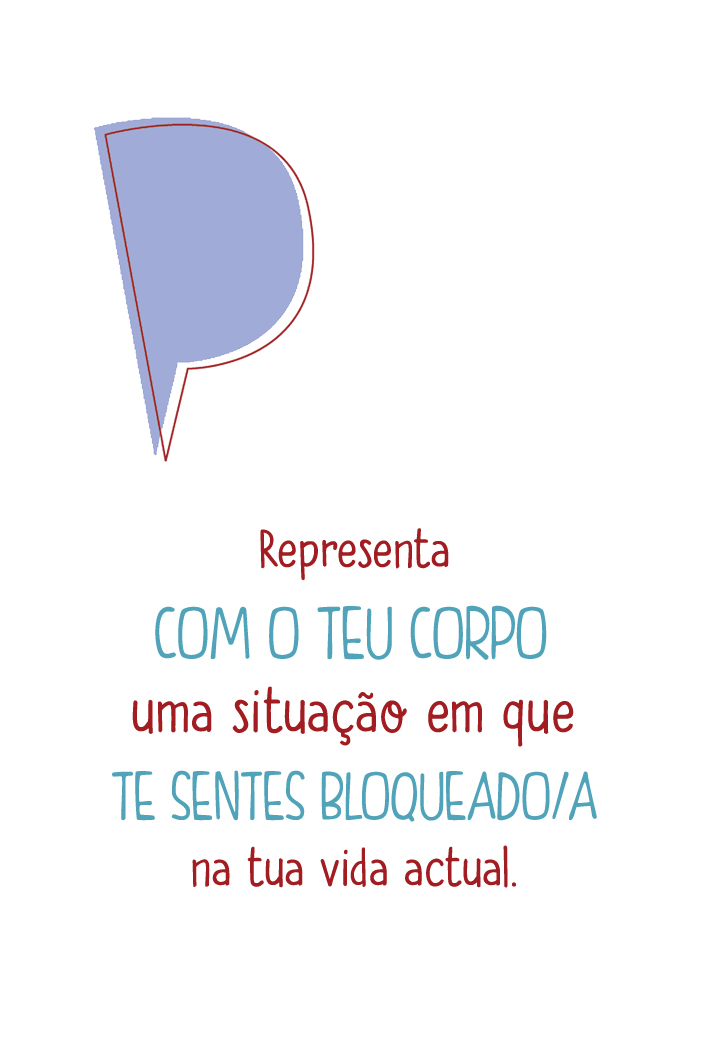 P
Representa
COM O TEU CORPO
uma situação em que
TE SENTES BLOQUEADO/A
na tua vida actual.